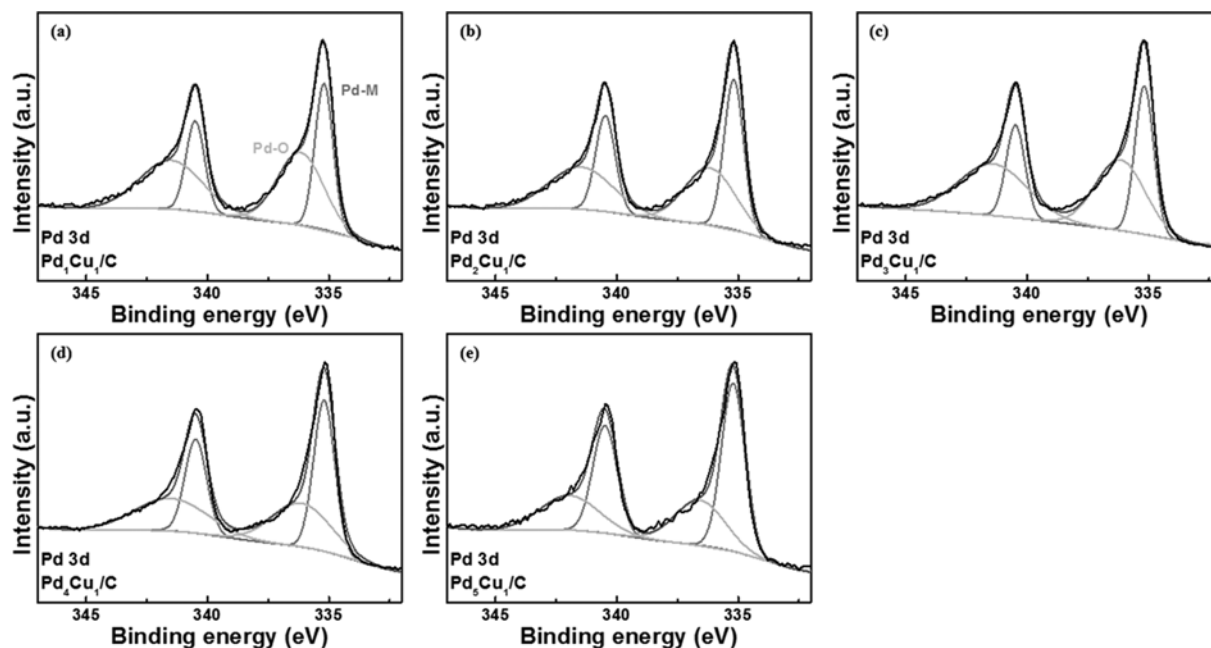 (a)
Intensity (a.u.)
Pd-M
Pd-O
Pd 3d
Pd₁Cu₁/C
345 340 335
Binding energy (eV)
(b)
Intensity (a.u.)
Pd 3d
Pd₂Cu₁/C
345 340 335
Binding energy (eV)
(c)
Intensity (a.u.)
Pd 3d
Pd₃Cu₁/C
345 340 335
Binding energy (eV)
(d)
Intensity (a.u.)
Pd 3d
Pd₄Cu₁/C
345 340 335
Binding energy (eV)
(e)
Intensity (a.u.)
Pd 3d
Pd₅Cu₁/C
345 340 335
Binding energy (eV)